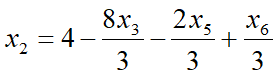 x₂ = 4 − 8x₃/3 − 2x₅/3 + x₆/3